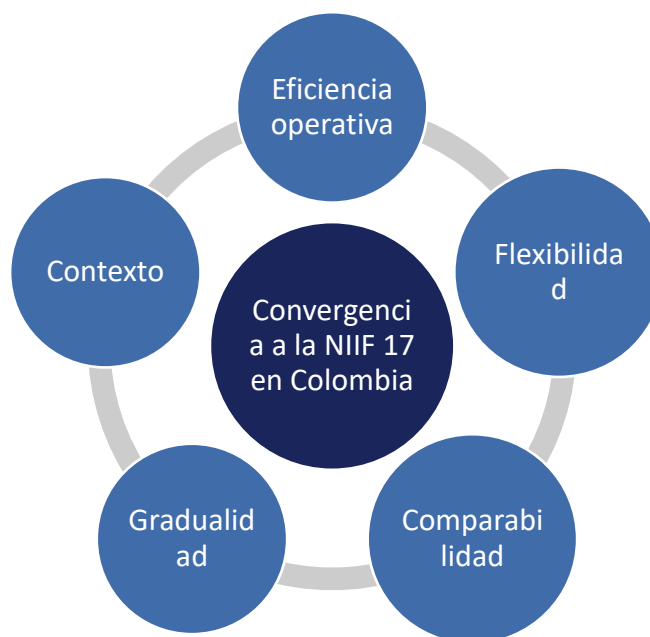 Eficiencia
operativa
Flexibilida
d
Comparabi
lidad
Gradualid
ad
Contexto
Convergenci
a a la NIIF 17
en Colombia